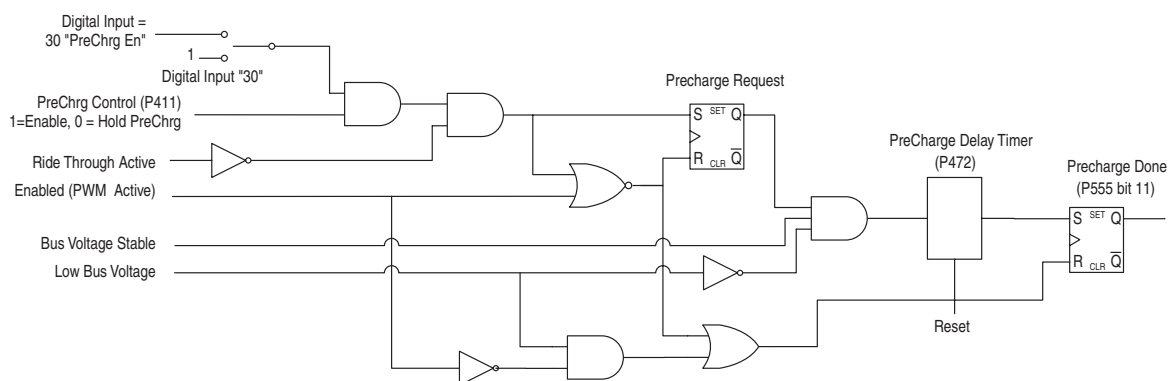 Digital Input =
30 "PreChrg En"
1
Digital Input "30"
PreChrg Control (P411)
1=Enable, 0 = Hold PreChrg
Ride Through Active
Enabled (PWM Active)
Bus Voltage Stable
Low Bus Voltage
Precharge Request
S SET Q
R CLR Q
PreCharge Delay Timer
(P472)
Reset
Precharge Done
(P555 bit 11)
S SET Q
R CLR Q